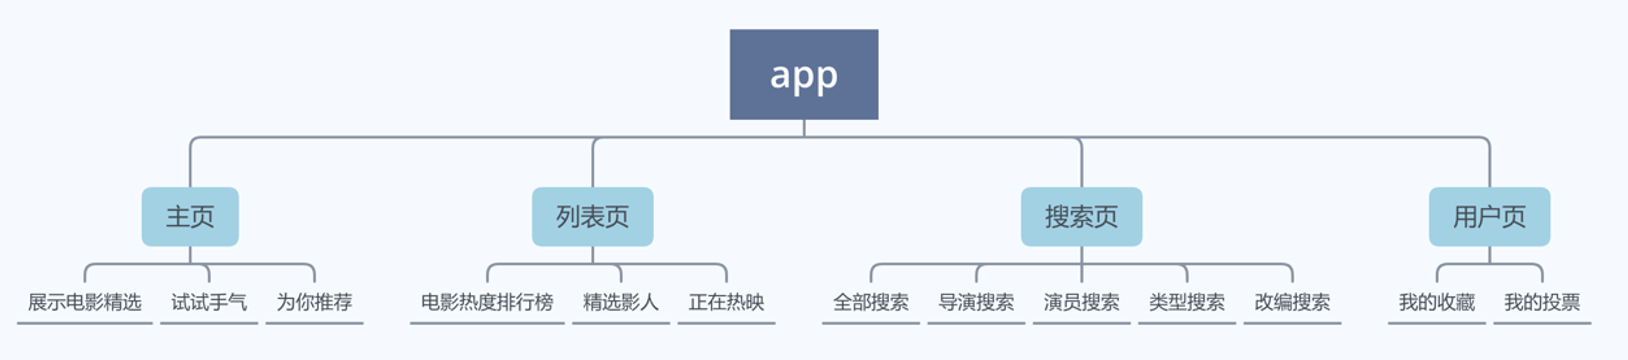 app
主页
列表页
搜索页
用户页
展示电影精选
试试手气
为你推荐
电影热度排行榜
精选影人
正在热映
全部搜索
导演搜索
演员搜索
类型搜索
改编搜索
我的收藏
我的投票